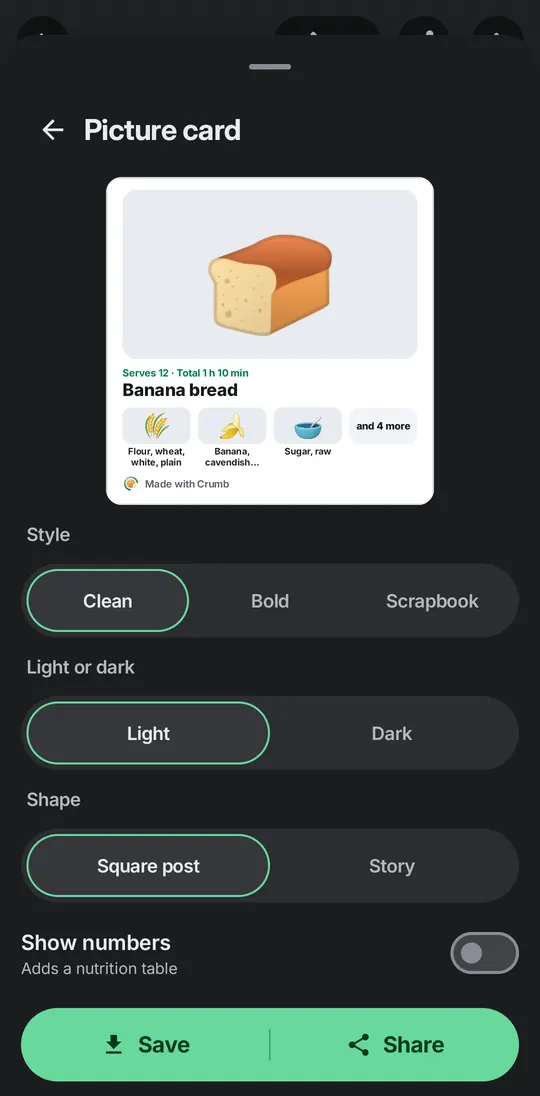 Picture card
Serves 12 · Total 1 h 10 min
Banana bread
Flour, wheat,
white, plain
Banana,
cavendish...
Sugar, raw
and 4 more
Made with Crumb
Style
Clean
Bold
Scrapbook
Light or dark
Light
Dark
Shape
Square post
Story
Show numbers
Adds a nutrition table
Save
Share